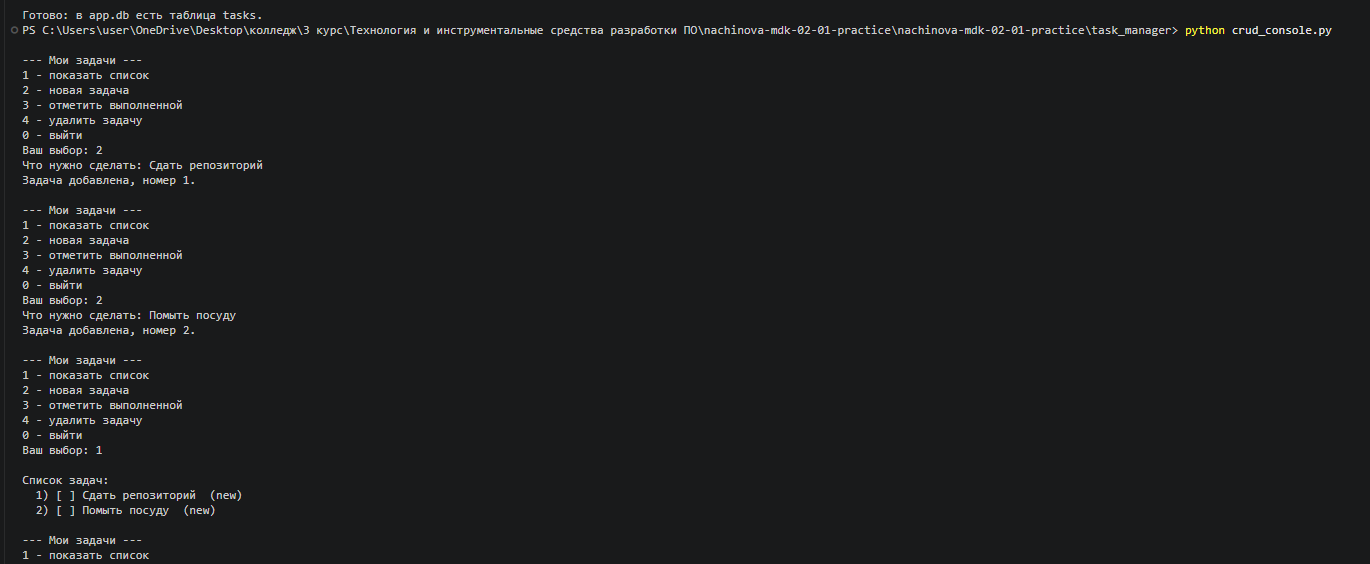 Готово: в app.db есть таблица tasks.
PS C:\Users\user\OneDrive\Desktop\колледж\3 курс\Технология и инструментальные средства разработки ПО\nachinova-mdk-02-01-practice\nachinova-mdk-02-01-practice\task_manager> python crud_console.py
--- Мои задачи ---
1 - показать список
2 - новая задача
3 - отметить выполненной
4 - удалить задачу
0 - выйти
Ваш выбор: 2
Что нужно сделать: Сдать репозиторий
Задача добавлена, номер 1.
--- Мои задачи ---
1 - показать список
2 - новая задача
3 - отметить выполненной
4 - удалить задачу
0 - выйти
Ваш выбор: 2
Что нужно сделать: Помыть посуду
Задача добавлена, номер 2.
--- Мои задачи ---
1 - показать список
2 - новая задача
3 - отметить выполненной
4 - удалить задачу
0 - выйти
Ваш выбор: 1
Список задач:
1) [ ] Сдать репозиторий (new)
2) [ ] Помыть посуду (new)
--- Мои задачи ---
1 - показать список